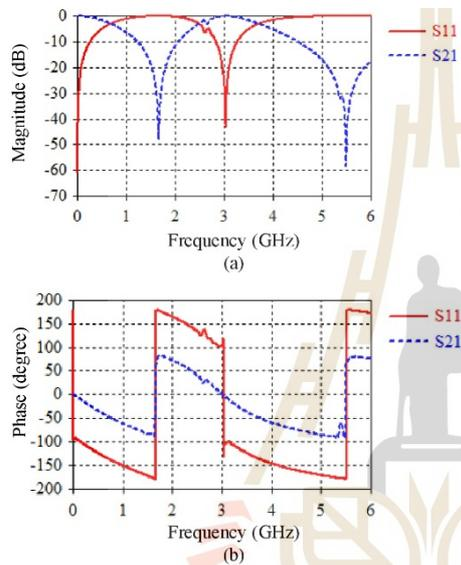 0
-10
-20
-30
-40
-50
-60
-70
Magnitude (dB)
0 1 2 3 4 5 6
Frequency (GHz)
S11
S21
(a)
200
150
100
50
0
-50
-100
-150
-200
Phase (degree)
0 1 2 3 4 5 6
Frequency (GHz)
S11
S21
(b)